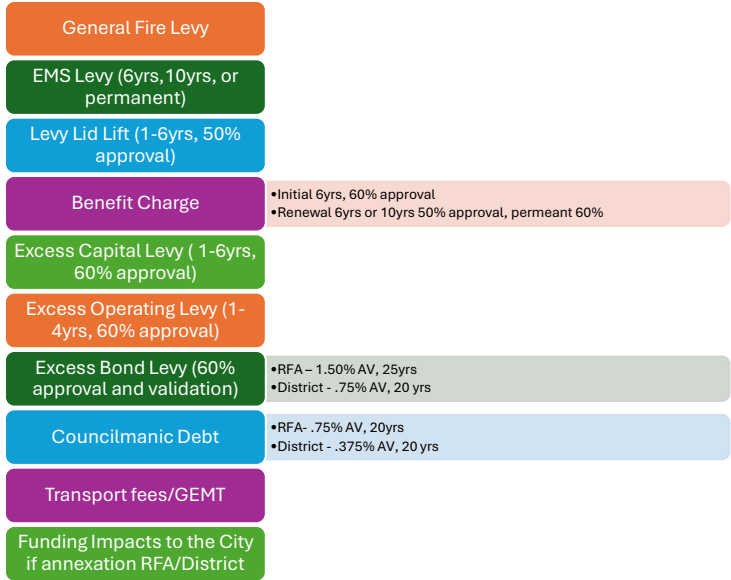 General Fire Levy
EMS Levy (6yrs,10yrs, or
permanent)
Levy Lid Lift (1-6yrs, 50%
approval)
Benefit Charge
•Initial 6yrs, 60% approval
•Renewal 6yrs or 10yrs 50% approval, permeant 60%
Excess Capital Levy ( 1-6yrs,
60% approval)
Excess Operating Levy (1-
4yrs, 60% approval)
Excess Bond Levy (60%
approval and validation)
•RFA – 1.50% AV, 25yrs
•District - .75% AV, 20 yrs
Councilmanic Debt
•RFA- .75% AV, 20yrs
•District - .375% AV, 20 yrs
Transport fees/GEMT
Funding Impacts to the City
if annexation RFA/District